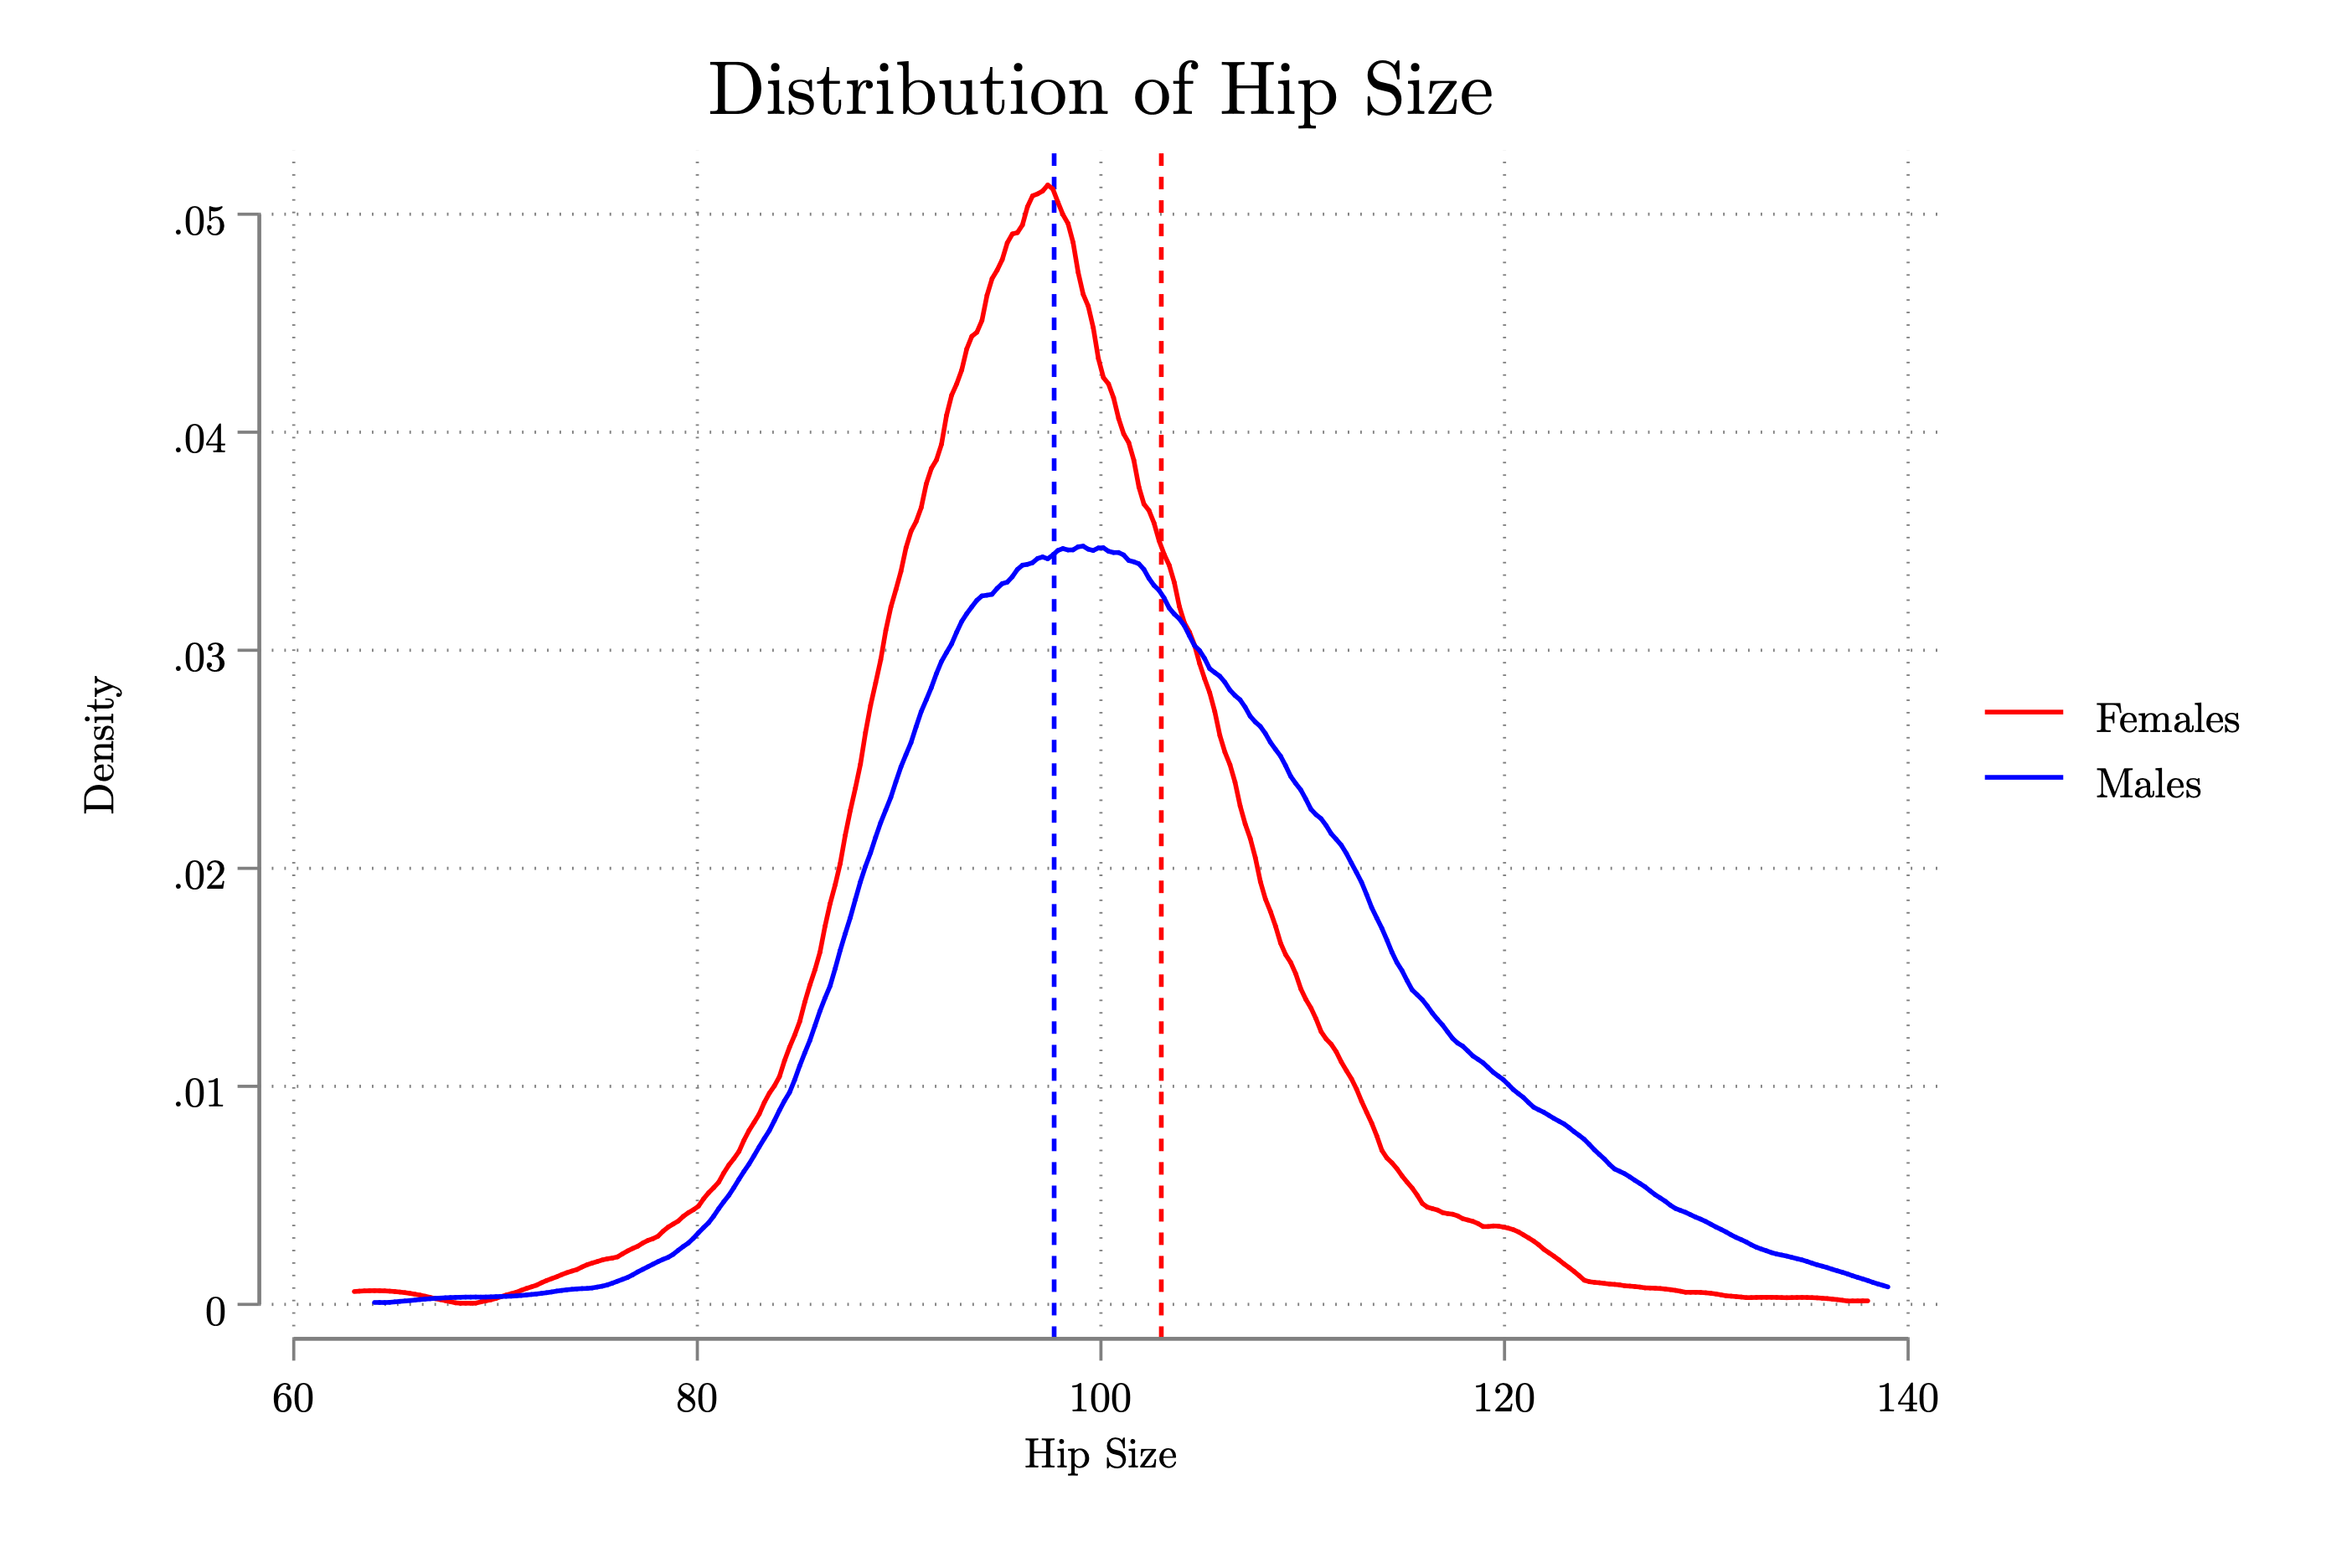 Distribution of Hip Size
Density
.05
.04
.03
.02
.01
0
60 80 100 120 140
Hip Size
Females
Males